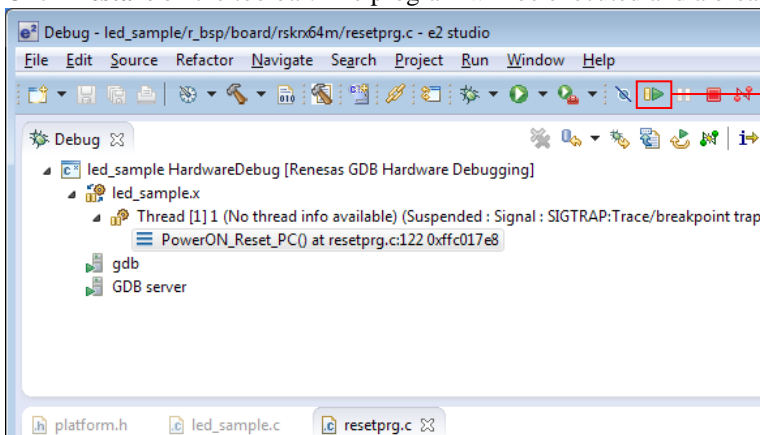 Debug - led_sample/r_bsp/board/rskrx64m/resetprg.c - e2 studio
File Edit Source Refactor Navigate Search Project Run Window Help
Debug
led_sample HardwareDebug [Renesas GDB Hardware Debugging]
led_sample.x
Thread [1] 1 (No thread info available) (Suspended : Signal : SIGTRAP:Trace/breakpoint trap
PowerON_Reset_PC() at resetprg.c:122 0xffc017e8
gdb
GDB server
platform.h led_sample.c resetprg.c